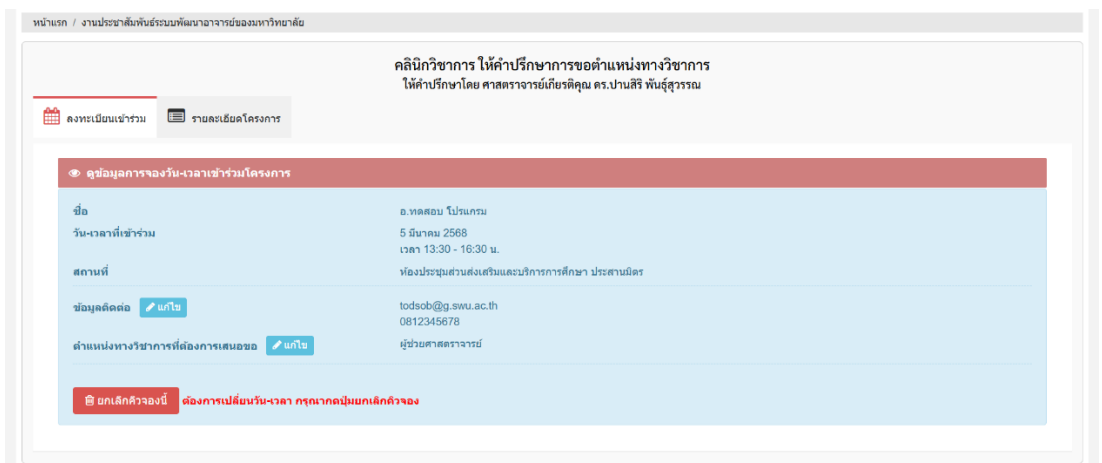 หน้าแรก / งานประชาสัมพันธ์ระบบพัฒนาอาจารย์ของมหาวิทยาลัย
คลินิกวิชาการ ให้คำปรึกษาการขอตำแหน่งทางวิชาการ
ให้คำปรึกษาโดย ศาสตราจารย์เกียรติคุณ ดร.ปานสิริ พันธุ์สุวรรณ
ลงทะเบียนเข้าร่วม รายละเอียดโครงการ
ดูข้อมูลการจองวัน-เวลาเข้าร่วมโครงการ
ชื่อ อ.ทดสอบ โปรแกรม
วัน-เวลาที่เข้าร่วม 5 มีนาคม 2568
เวลา 13:30 - 16:30 น.
สถานที่ ห้องประชุมส่วนส่งเสริมและบริการการศึกษา ประสานมิตร
ข้อมูลติดต่อ แก้ไข todsob@g.swu.ac.th
0812345678
ตำแหน่งทางวิชาการที่ต้องการเสนอขอ แก้ไข ผู้ช่วยศาสตราจารย์
ยกเลิกคิวจองนี้ ต้องการเปลี่ยนวัน-เวลา กรุณากดปุ่มยกเลิกคิวจอง